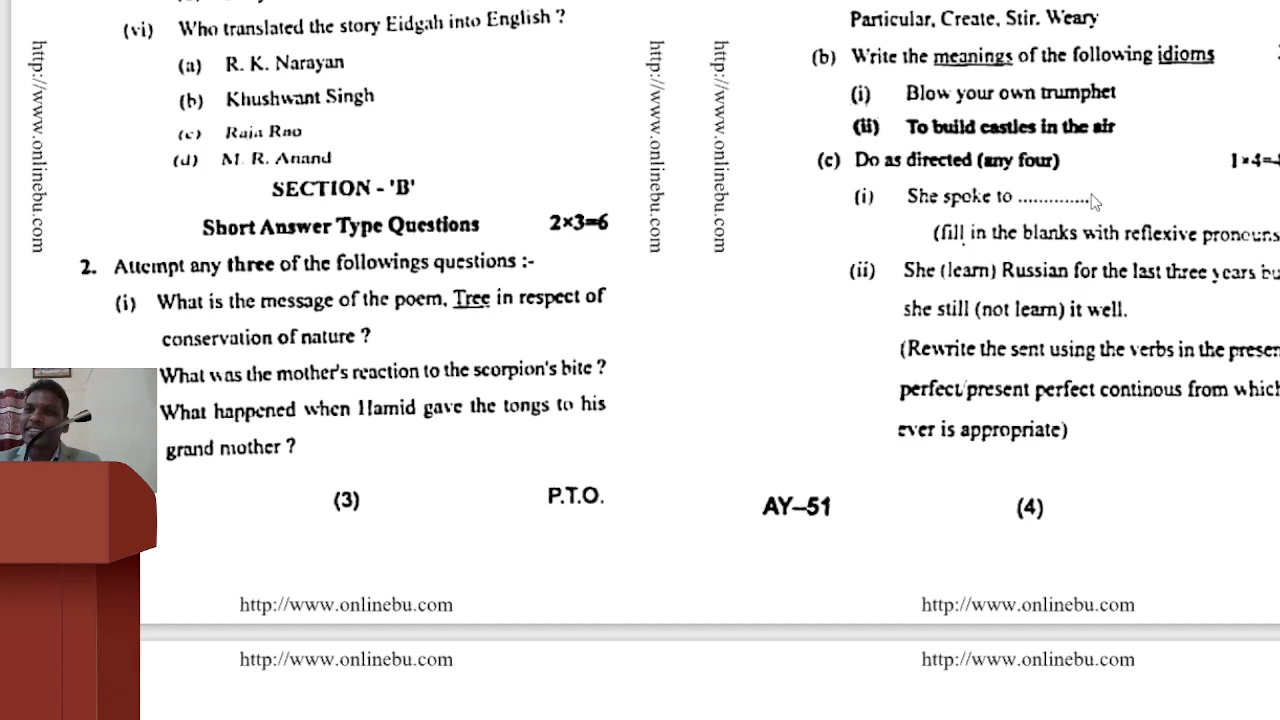 (vi) Who translated the story Eidgah into English ?
(a) R. K. Narayan
(b) Khushwant Singh
(c) Raja Rao
(d) M. R. Anand
SECTION - 'B'
Short Answer Type Questions 2×3=6
2. Attempt any three of the followings questions :-
(i) What is the message of the poem, Tree in respect of
conservation of nature ?
What was the mother's reaction to the scorpion's bite ?
What happened when Hamid gave the tongs to his
grand mother ?
(3) P.T.O.
http://www.onlinebu.com
http://www.onlinebu.com
http://www.onlinebu.com
http://www.onlinebu.com
http://www.onlinebu.com
Particular, Create, Stir. Weary
(b) Write the meanings of the following idioms
(i) Blow your own trumphet
(ii) To build castles in the air
(c) Do as directed (any four) 1×4=
(i) She spoke to ..............
(fill in the blanks with reflexive pronouns
(ii) She (learn) Russian for the last three years bu
she still (not learn) it well.
(Rewrite the sent using the verbs in the presen
perfect/present perfect continous from which
ever is appropriate)
AY–51 (4)
http://www.onlinebu.com
http://www.onlinebu.com